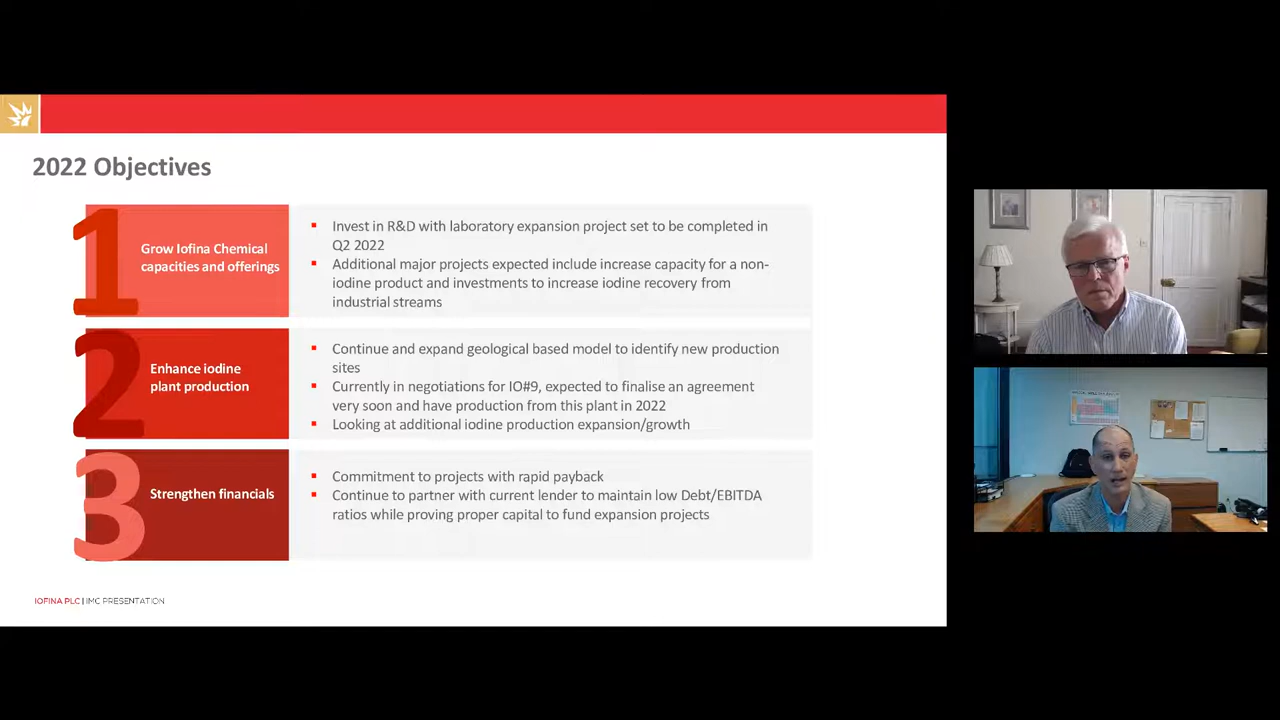 2022 Objectives
1
Grow Iofina Chemical
capacities and offerings
Invest in R&D with laboratory expansion project set to be completed in
Q2 2022
Additional major projects expected include increase capacity for a non-
iodine product and investments to increase iodine recovery from
industrial streams
2
Enhance iodine
plant production
Continue and expand geological based model to identify new production
sites
Currently in negotiations for IO#9, expected to finalise an agreement
very soon and have production from this plant in 2022
Looking at additional iodine production expansion/growth
3
Strengthen financials
Commitment to projects with rapid payback
Continue to partner with current lender to maintain low Debt/EBITDA
ratios while proving proper capital to fund expansion projects
IOFINA PLC | IMC PRESENTATION